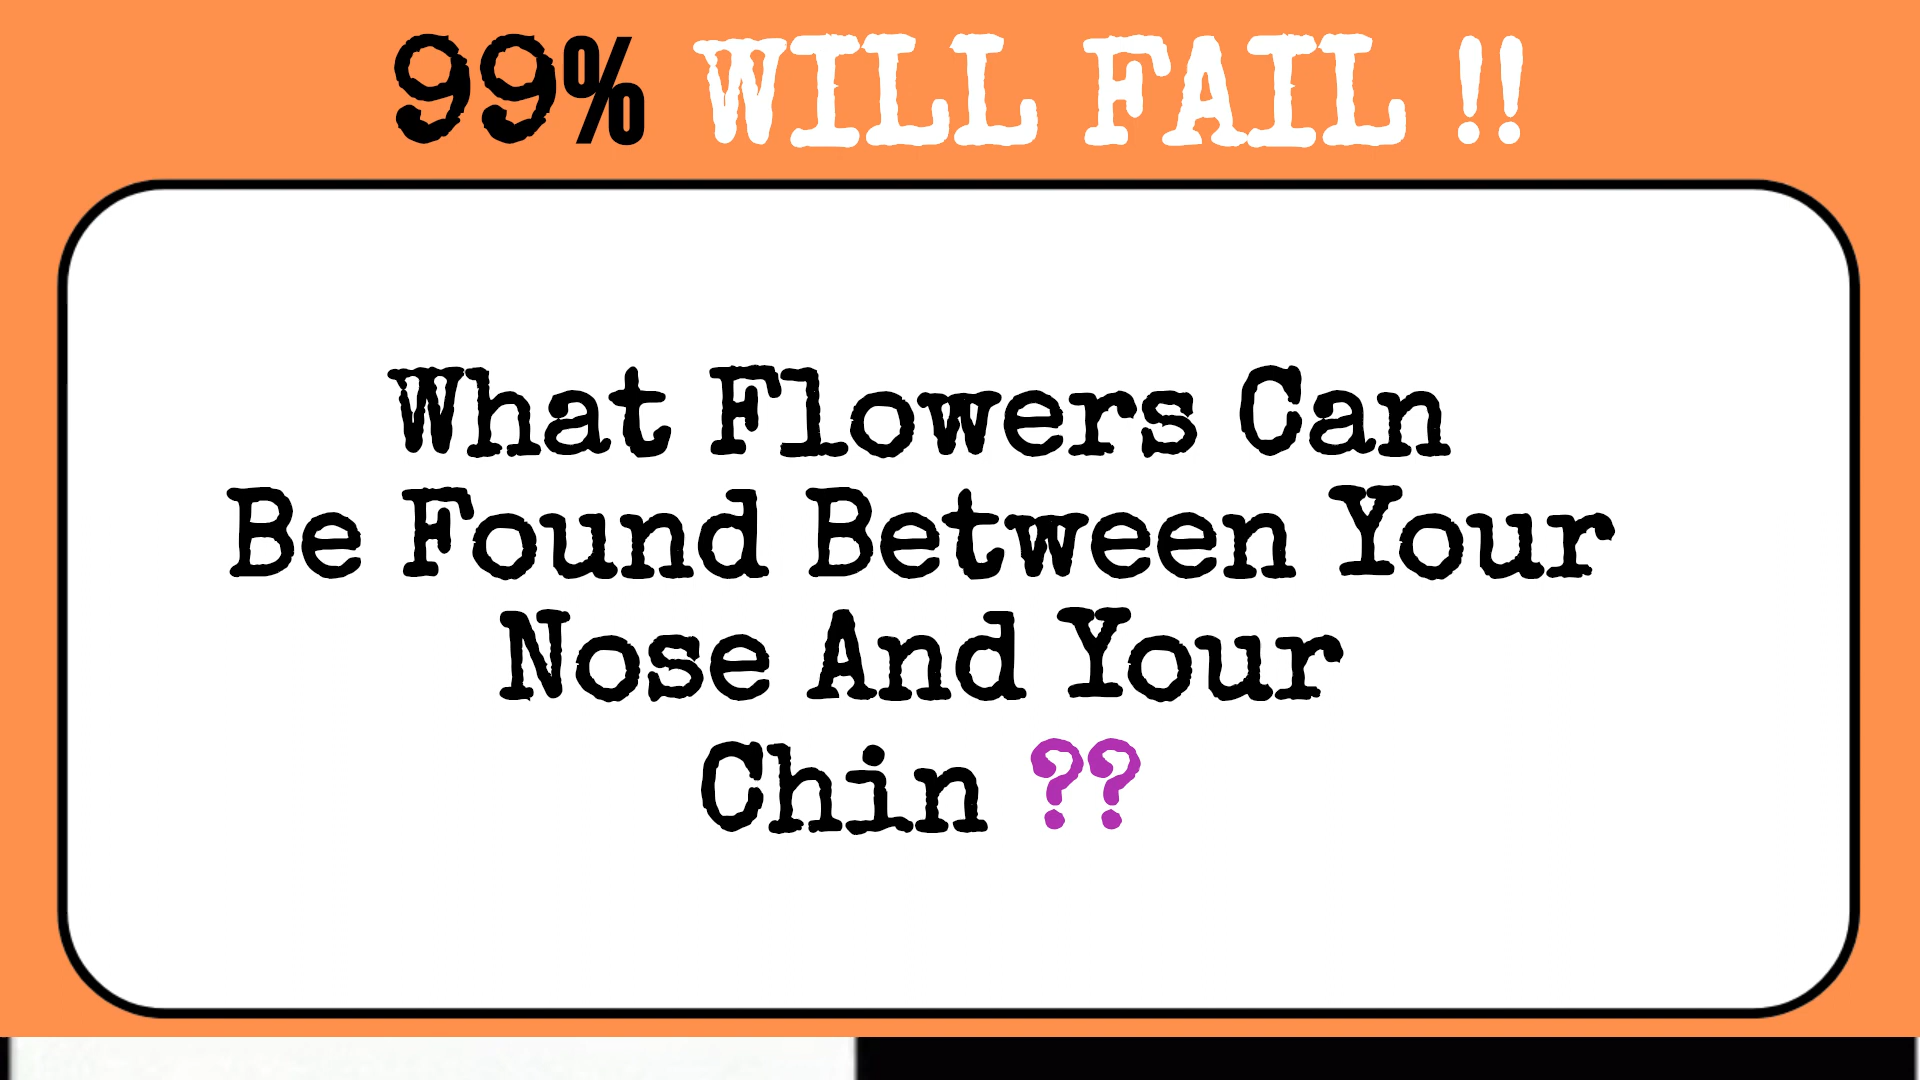 99% WILL FAIL !!
What Flowers Can
Be Found Between Your
Nose And Your
Chin ??